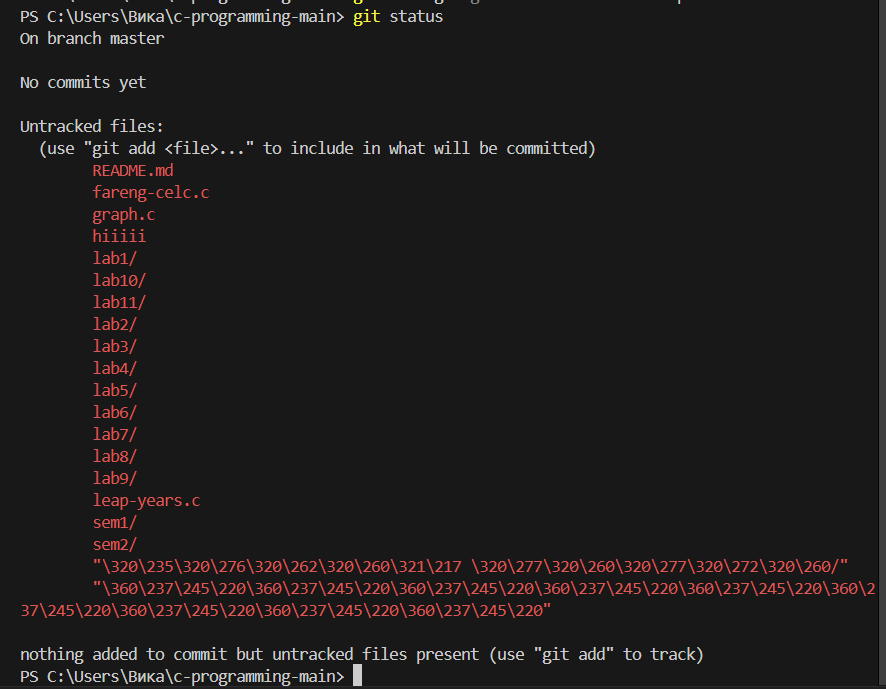 PS C:\Users\Вика\c-programming-main> git status
On branch master
No commits yet
Untracked files:
(use "git add <file>..." to include in what will be committed)
README.md
fareng-celc.c
graph.c
hiiiii
lab1/
lab10/
lab11/
lab2/
lab3/
lab4/
lab5/
lab6/
lab7/
lab8/
lab9/
leap-years.c
sem1/
sem2/
"\320\235\320\276\320\262\320\260\321\217 \320\277\320\260\320\277\320\272\320\260/"
"\360\237\245\220\360\237\245\220\360\237\245\220\360\237\245\220\360\237\245\220\360\2
37\245\220\360\237\245\220\360\237\245\220\360\237\245\220"
nothing added to commit but untracked files present (use "git add" to track)
PS C:\Users\Вика\c-programming-main>